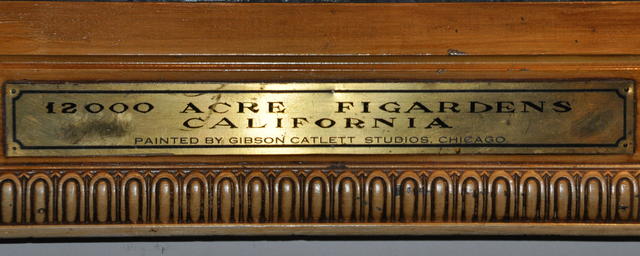 12000 ACRE FIGARDENS
CALIFORNIA
PAINTED BY GIBSON CATLETT STUDIOS, CHICAGO